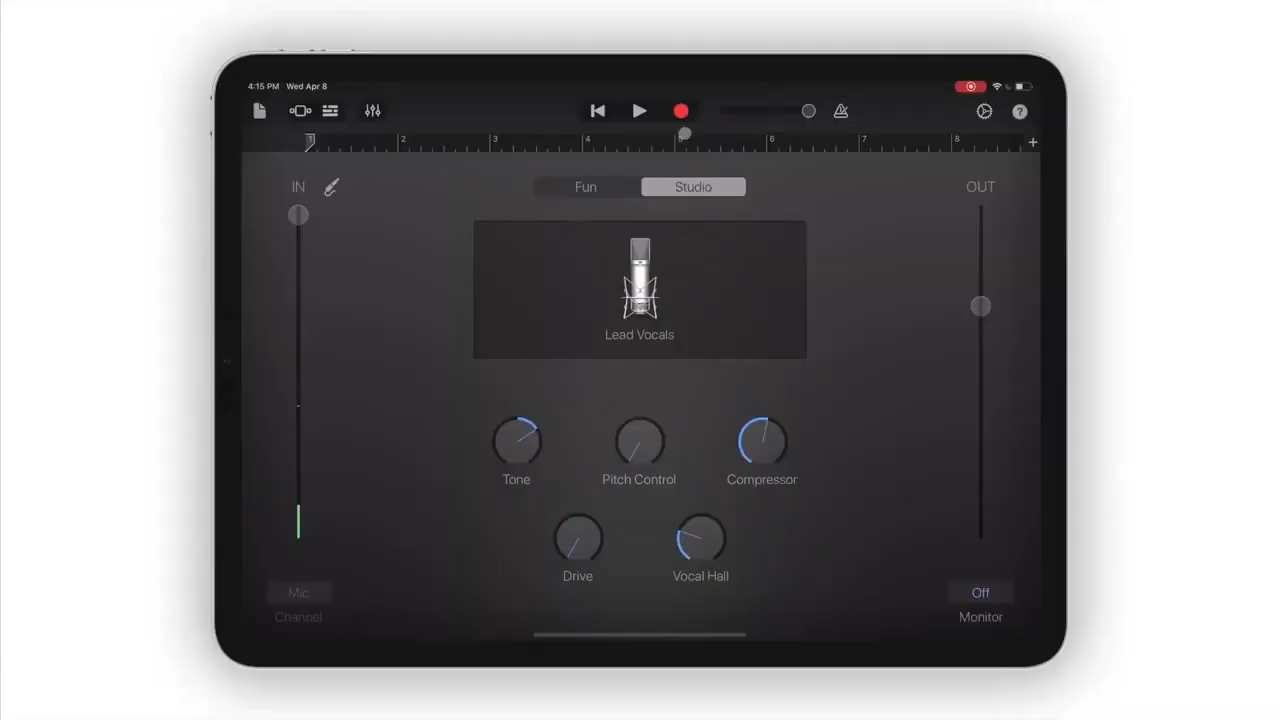 4:15 PM Wed Apr 8
1 2 3 4 5 6 7 8 +
IN Fun Studio OUT
Lead Vocals
Tone Pitch Control Compressor
Drive Vocal Hall
Mic Off
Channel Monitor